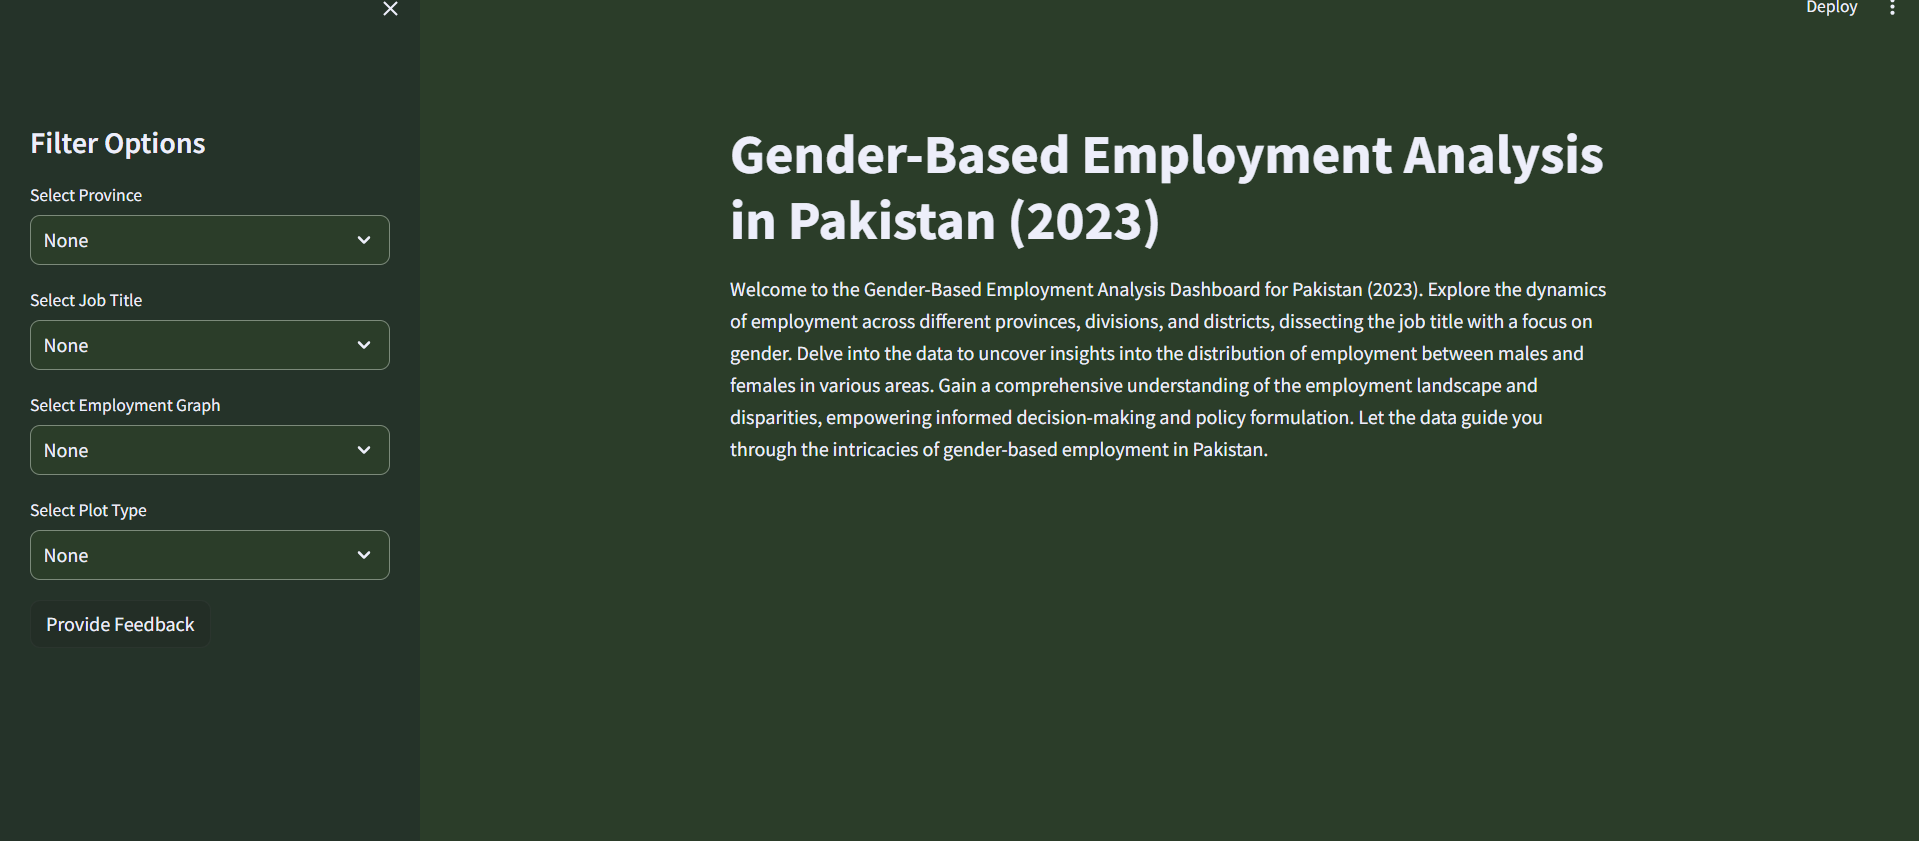 Deploy
Filter Options
Select Province
None
Select Job Title
None
Select Employment Graph
None
Select Plot Type
None
Provide Feedback
Gender-Based Employment Analysis
in Pakistan (2023)
Welcome to the Gender-Based Employment Analysis Dashboard for Pakistan (2023). Explore the dynamics
of employment across different provinces, divisions, and districts, dissecting the job title with a focus on
gender. Delve into the data to uncover insights into the distribution of employment between males and
females in various areas. Gain a comprehensive understanding of the employment landscape and
disparities, empowering informed decision-making and policy formulation. Let the data guide you
through the intricacies of gender-based employment in Pakistan.